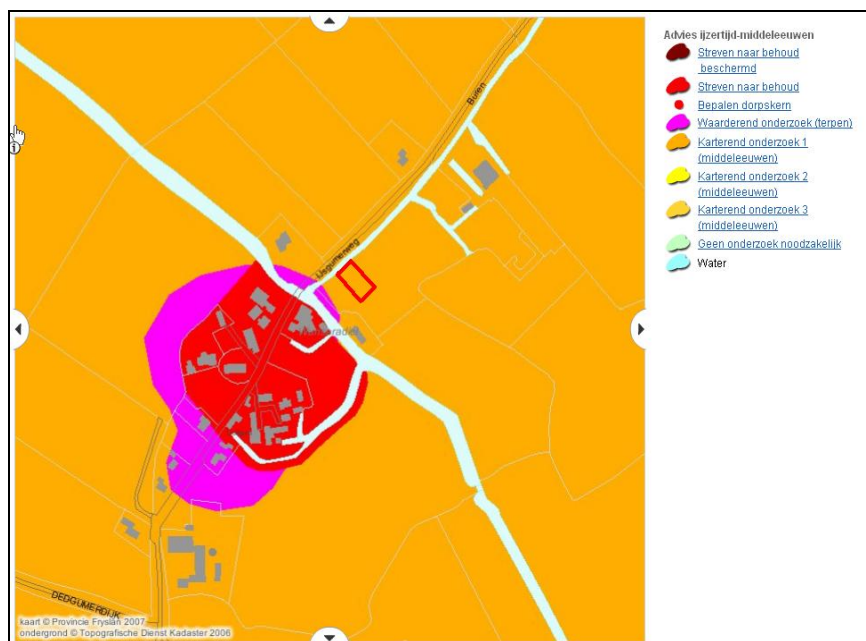 Advies ijzertijd-middeleeuwen
Streven naar behoud
beschermd
Streven naar behoud
Bepalen dorpskern
Waarderend onderzoek (terpen)
Karterend onderzoek 1
(middeleeuwen)
Karterend onderzoek 2
(middeleeuwen)
Karterend onderzoek 3
(middeleeuwen)
Geen onderzoek noodzakelijk
Water
Buren
IJsgumerweg
DEDGUMERDIJK
kaart © Provincie Fryslân 2007
ondergrond © Topografische Dienst Kadaster 2006